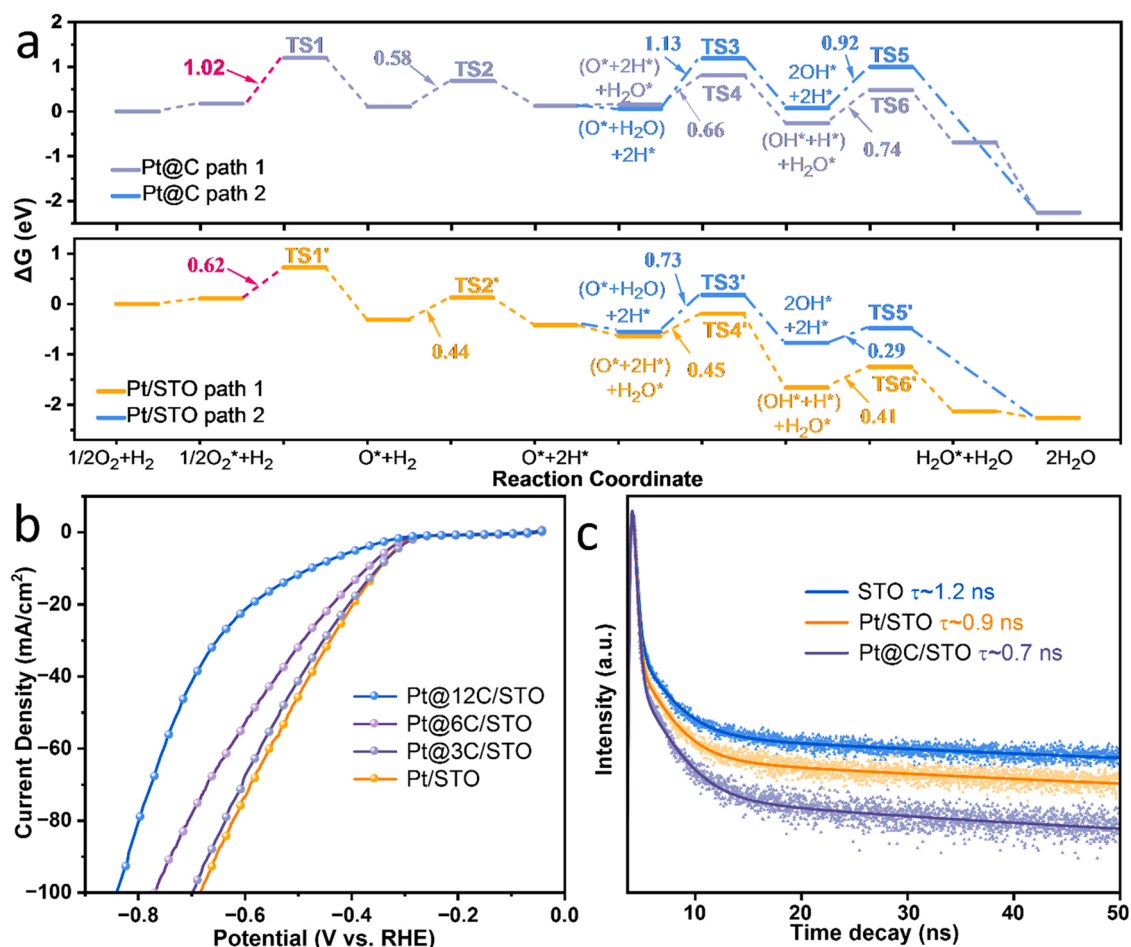 a
ΔG (eV)
2
1
0
-1
-2
1.02
TS1
0.58
TS2
(O*+2H*)
+H₂O*
(O*+H₂O)
+2H*
1.13
TS3
TS4
0.66
2OH*
+2H*
0.92
TS5
TS6
(OH*+H*)
+H₂O*
0.74
Pt@C path 1
Pt@C path 2
1
0
-1
-2
0.62
TS1'
0.44
TS2'
(O*+H₂O)
+2H*
(O*+2H*)
+H₂O*
0.73
TS3'
TS4'
0.45
2OH*
+2H*
TS5'
0.29
TS6'
(OH*+H*)
+H₂O*
0.41
Pt/STO path 1
Pt/STO path 2
1/2O₂+H₂
1/2O₂*+H₂
O*+H₂
O*+2H*
H₂O*+H₂O
2H₂O
Reaction Coordinate
b
Current Density (mA/cm²)
0
−20
−40
−60
−80
−100
Pt@12C/STO
Pt@6C/STO
Pt@3C/STO
Pt/STO
−0.8
−0.6
−0.4
−0.2
0.0
Potential (V vs. RHE)
c
Intensity (a.u.)
STO τ~1.2 ns
Pt/STO τ~0.9 ns
Pt@C/STO τ~0.7 ns
10
20
30
40
50
Time decay (ns)